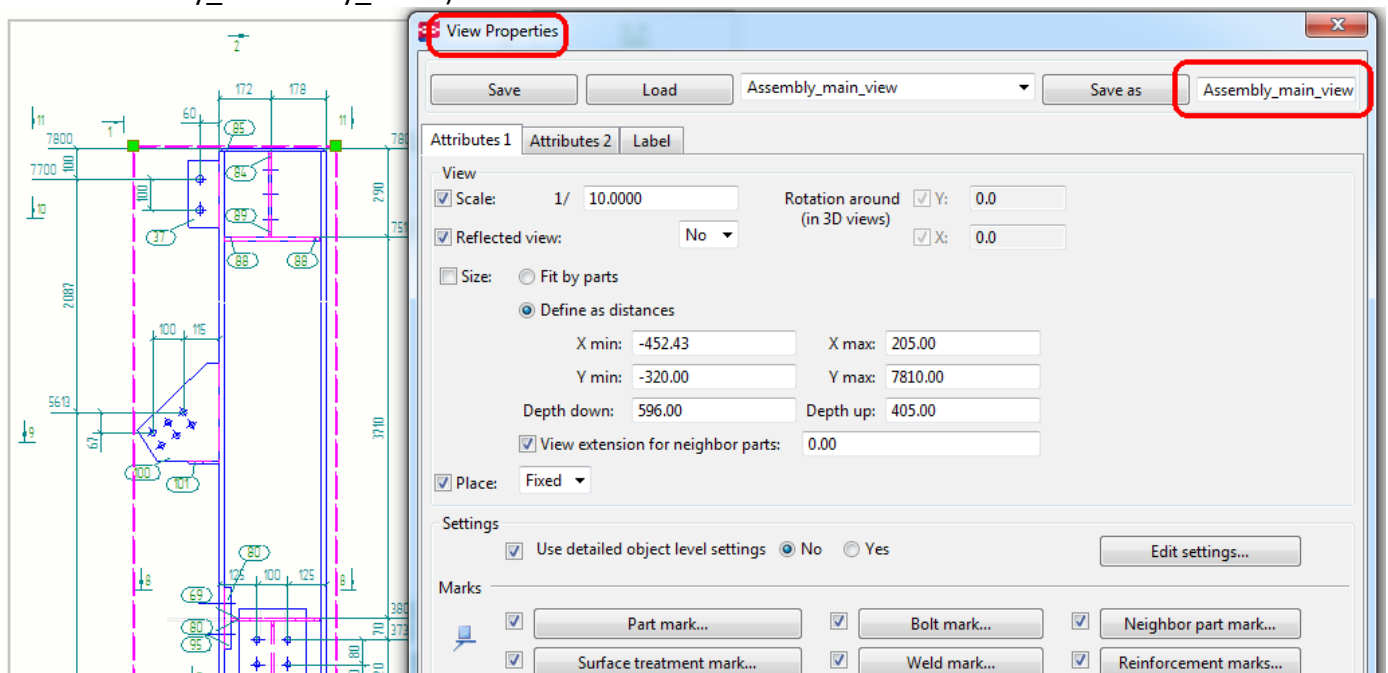 View Properties
Save Load Assembly_main_view Save as Assembly_main_view
Attributes 1 Attributes 2 Label
View
Scale: 1/ 10.0000 Rotation around Y: 0.0
(in 3D views)
Reflected view: No X: 0.0
Size: Fit by parts
Define as distances
X min: -452.43 X max: 205.00
Y min: -320.00 Y max: 7810.00
Depth down: 596.00 Depth up: 405.00
View extension for neighbor parts: 0.00
Place: Fixed
Settings
Use detailed object level settings No Yes Edit settings...
Marks
Part mark... Bolt mark... Neighbor part mark...
Surface treatment mark... Weld mark... Reinforcement marks...
2
172 178
11 1 60 85 11
7800
7700 100 84
100 290
10 89
37
88 88
2087
100 115
5613
9 67 3710
100
101
80
8 125 100 125 8
69
80 70
95 80